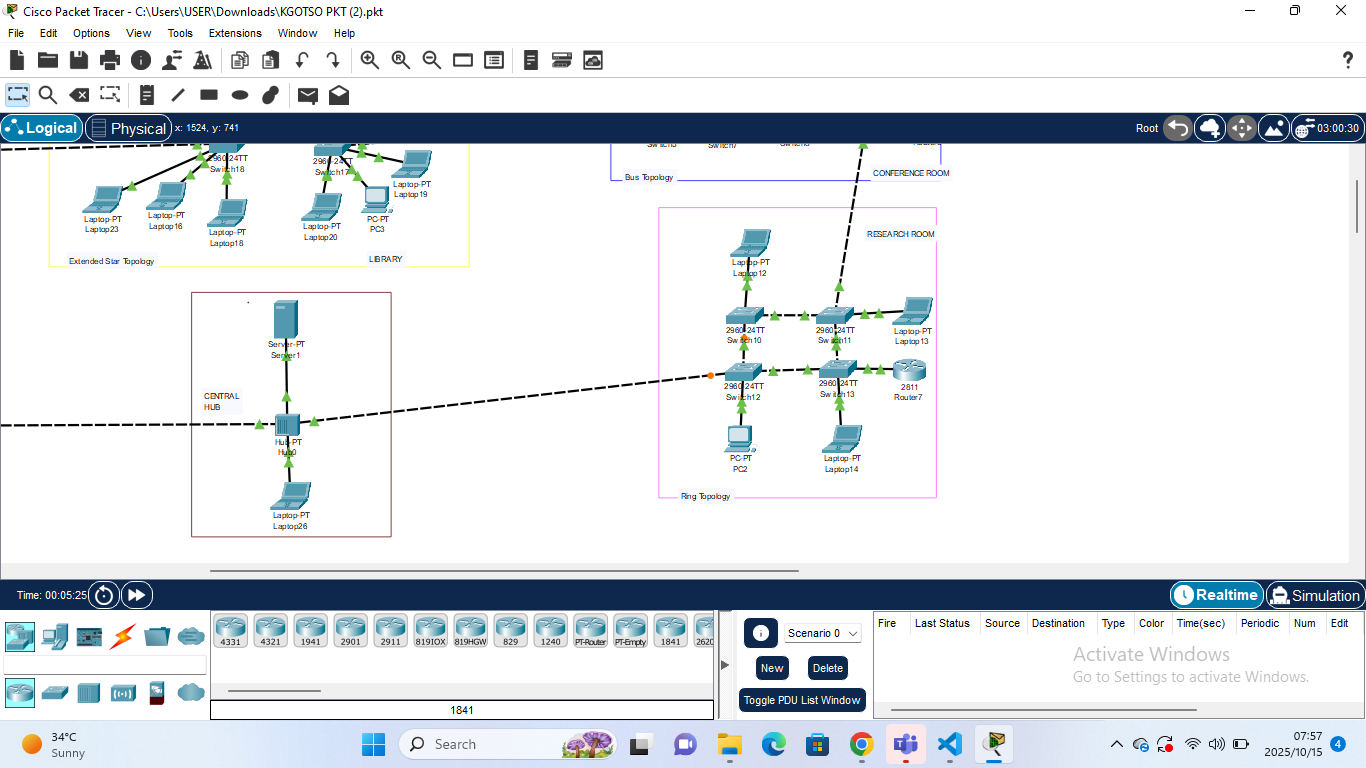 Cisco Packet Tracer - C:\Users\USER\Downloads\KGOTSO PKT (2).pkt
File Edit Options View Tools Extensions Window Help
Logical Physical x: 1524, y: 741
Root 03:00:30
2960-24TT
Switch18
2960-24TT
Switch17
Laptop-PT
Laptop19
Laptop-PT
Laptop23
Laptop-PT
Laptop16
Laptop-PT
Laptop18
Laptop-PT
Laptop20
PC-PT
PC3
Extended Star Topology
LIBRARY
Switch7
Bus Topology
CONFERENCE ROOM
RESEARCH ROOM
Laptop-PT
Laptop12
2960-24TT
Switch10
2960-24TT
Switch11
Laptop-PT
Laptop13
2960-24TT
Switch12
2960-24TT
Switch13
2811
Router7
PC-PT
PC2
Laptop-PT
Laptop14
Ring Topology
Server-PT
Server1
CENTRAL
HUB
Hub-PT
Hub0
Laptop-PT
Laptop26
Time: 00:05:25
Realtime Simulation
4331 4321 1941 2901 2911 819IOX 819HGW 829 1240 PT-Router PT-Empty 1841
1841
Scenario 0
New Delete
Toggle PDU List Window
Fire Last Status Source Destination Type Color Time(sec) Periodic Num Edit
Activate Windows
Go to Settings to activate Windows.
34°C
Sunny
Search
07:57
2025/10/15
4